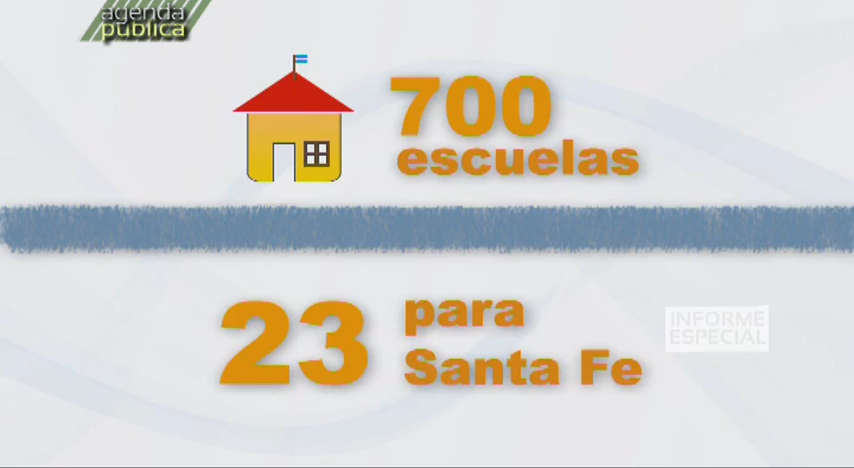 agenda
pública
700
escuelas
23
para
Santa Fe
INFORME
ESPECIAL